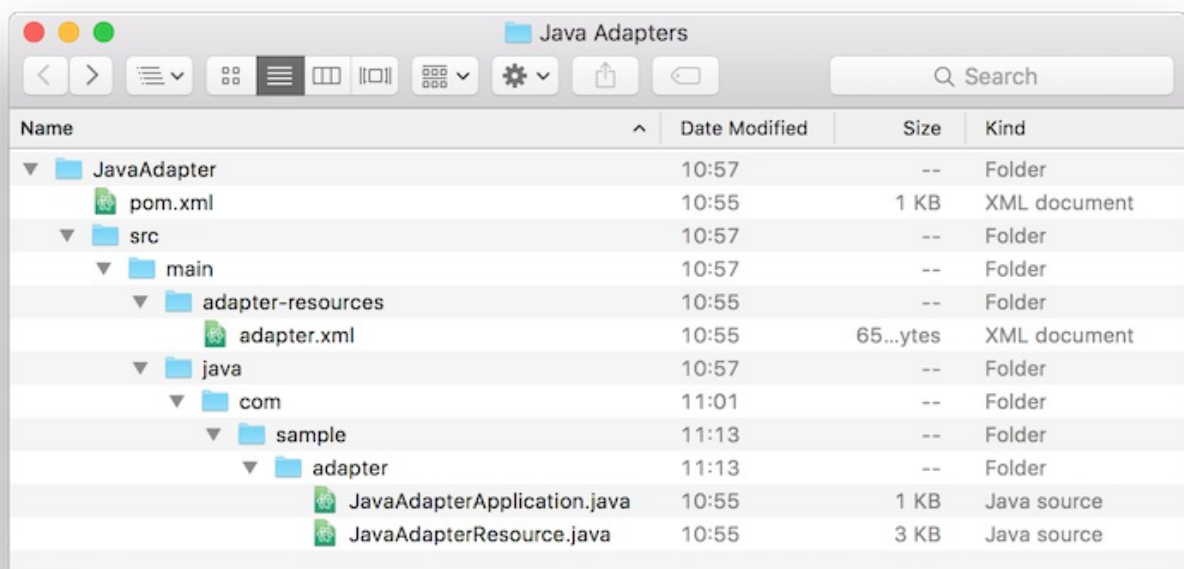 Java Adapters
Search
Name Date Modified Size Kind
JavaAdapter 10:57 -- Folder
pom.xml 10:55 1 KB XML document
src 10:57 -- Folder
main 10:57 -- Folder
adapter-resources 10:55 -- Folder
adapter.xml 10:55 65...ytes XML document
java 10:57 -- Folder
com 11:01 -- Folder
sample 11:13 -- Folder
adapter 11:13 -- Folder
JavaAdapterApplication.java 10:55 1 KB Java source
JavaAdapterResource.java 10:55 3 KB Java source